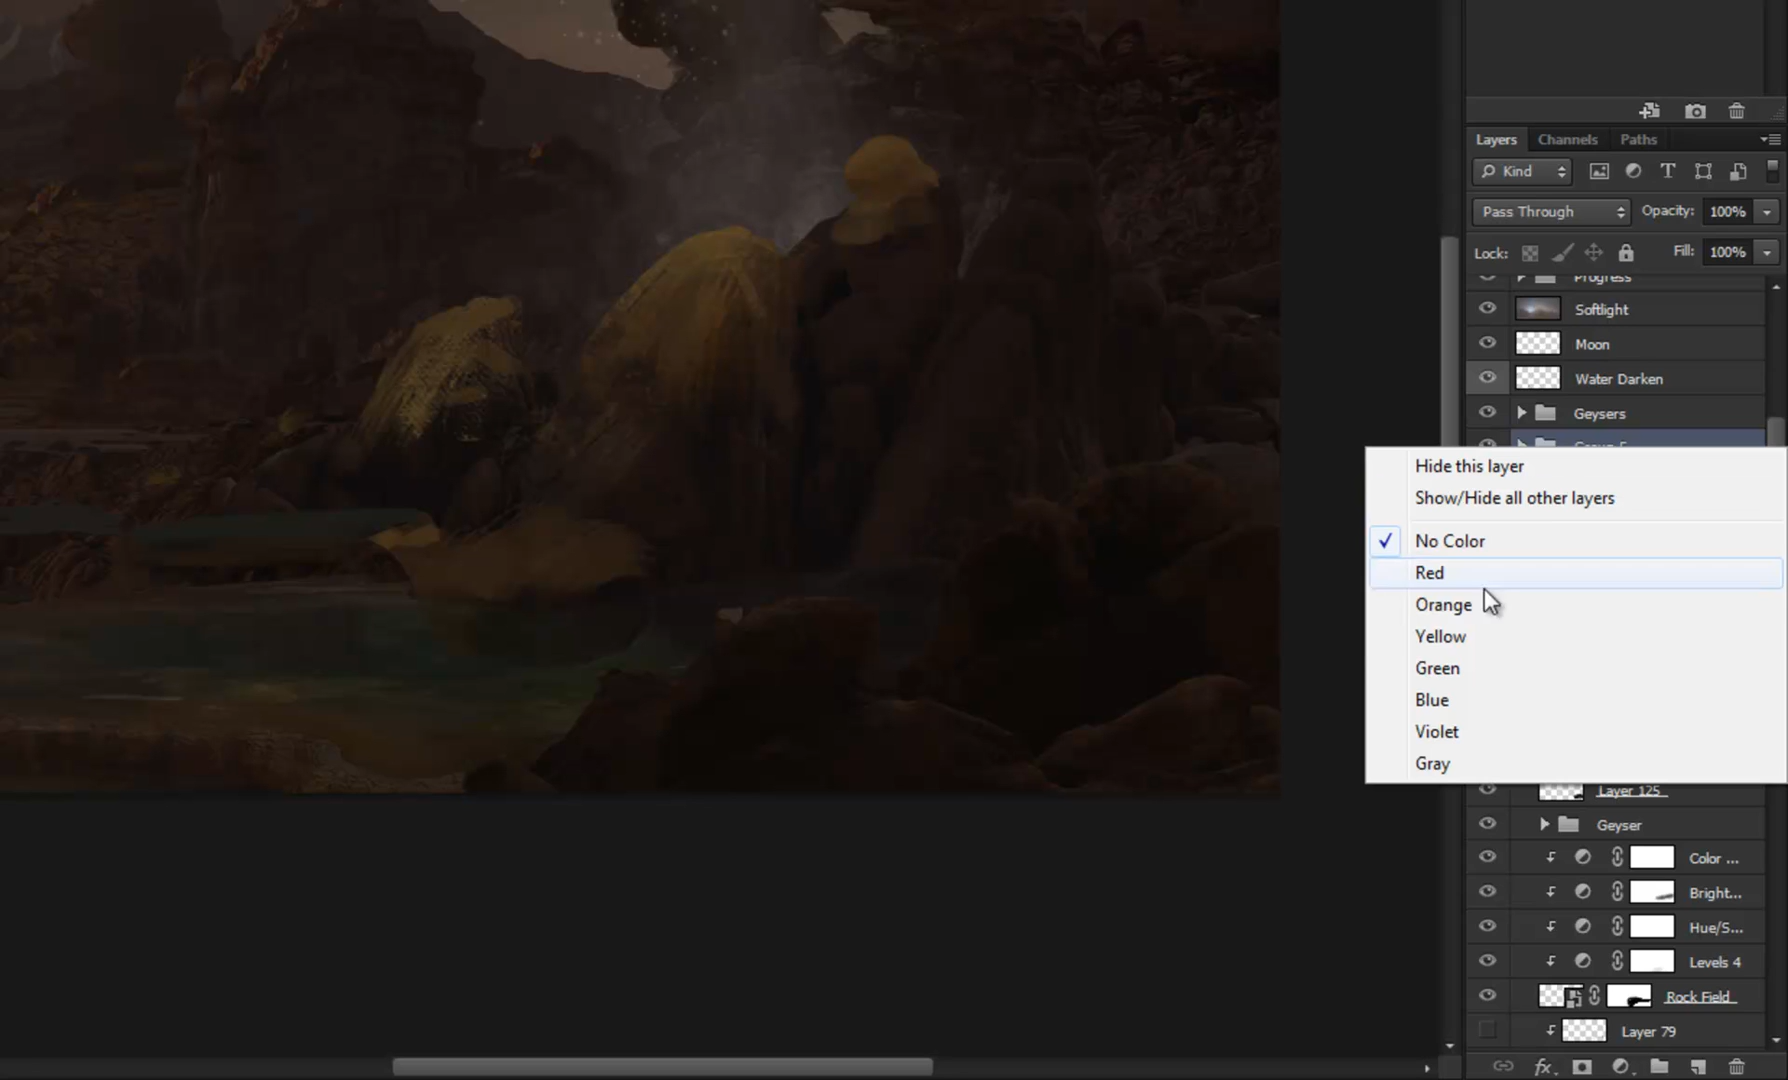 Layers Channels Paths
Kind
Pass Through Opacity: 100%
Lock: Fill: 100%
Progress
Softlight
Moon
Water Darken
Geysers
Hide this layer
Show/Hide all other layers
No Color
Red
Orange
Yellow
Green
Blue
Violet
Gray
Layer 125
Geyser
Color ...
Bright...
Hue/S...
Levels 4
Rock Field
Layer 79
fx